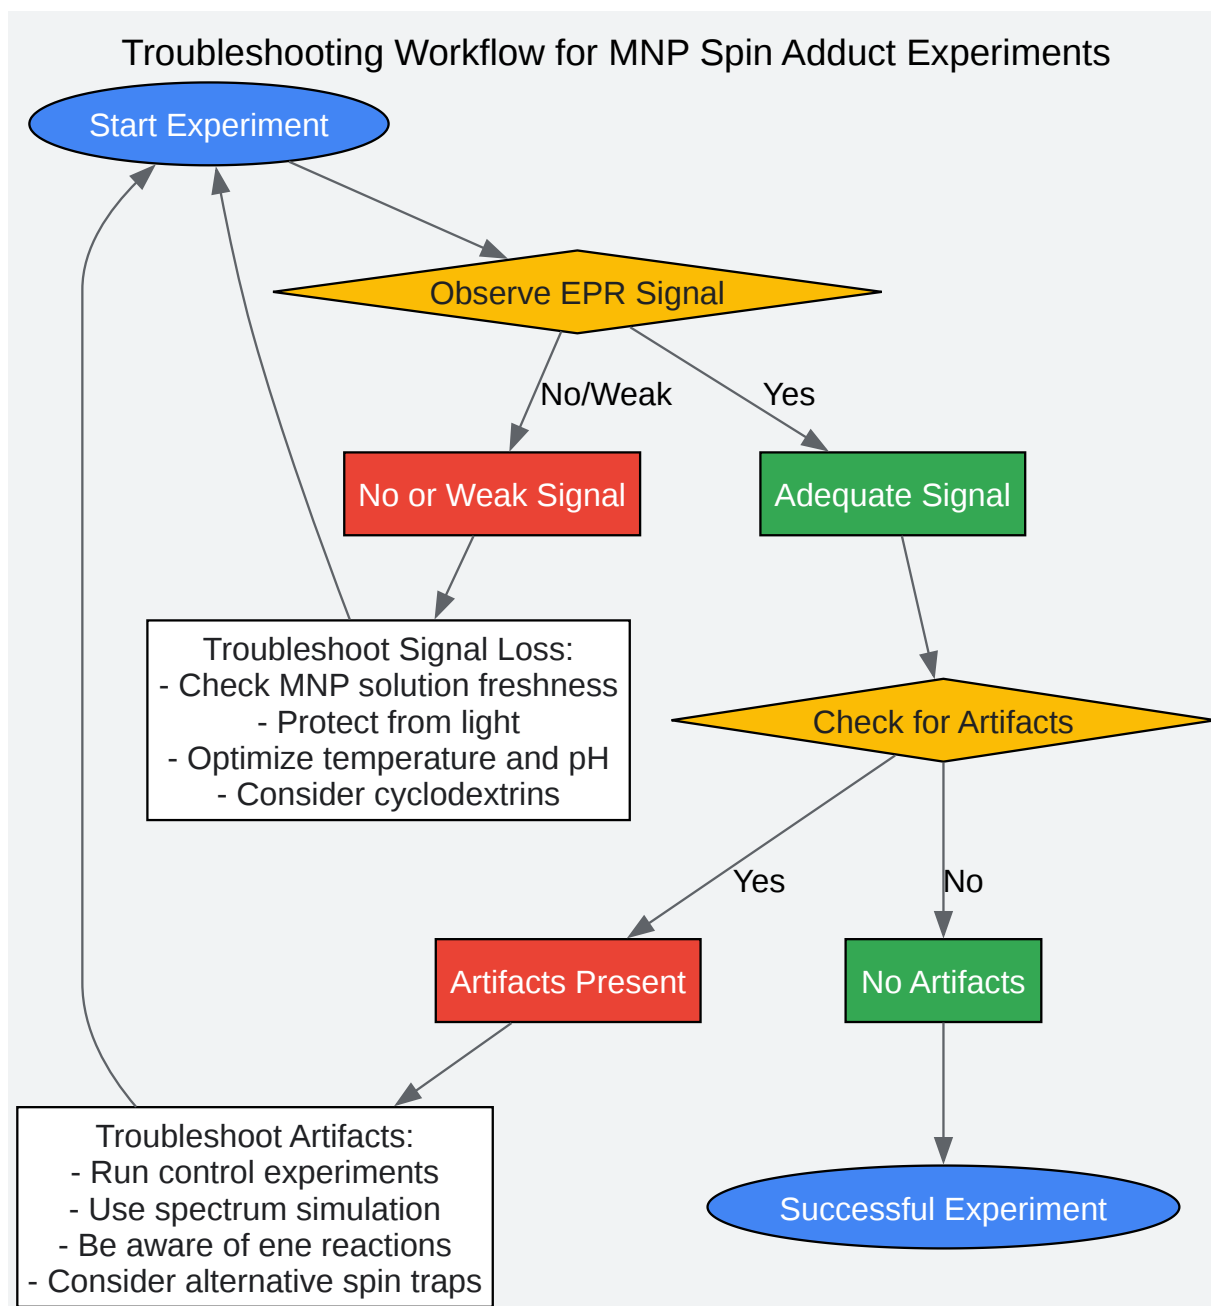 Troubleshooting Workflow for MNP Spin Adduct Experiments
Start Experiment
Observe EPR Signal
No/Weak
Yes
No or Weak Signal
Adequate Signal
Troubleshoot Signal Loss:
- Check MNP solution freshness
- Protect from light
- Optimize temperature and pH
- Consider cyclodextrins
Check for Artifacts
Yes
No
Artifacts Present
No Artifacts
Troubleshoot Artifacts:
- Run control experiments
- Use spectrum simulation
- Be aware of ene reactions
- Consider alternative spin traps
Successful Experiment